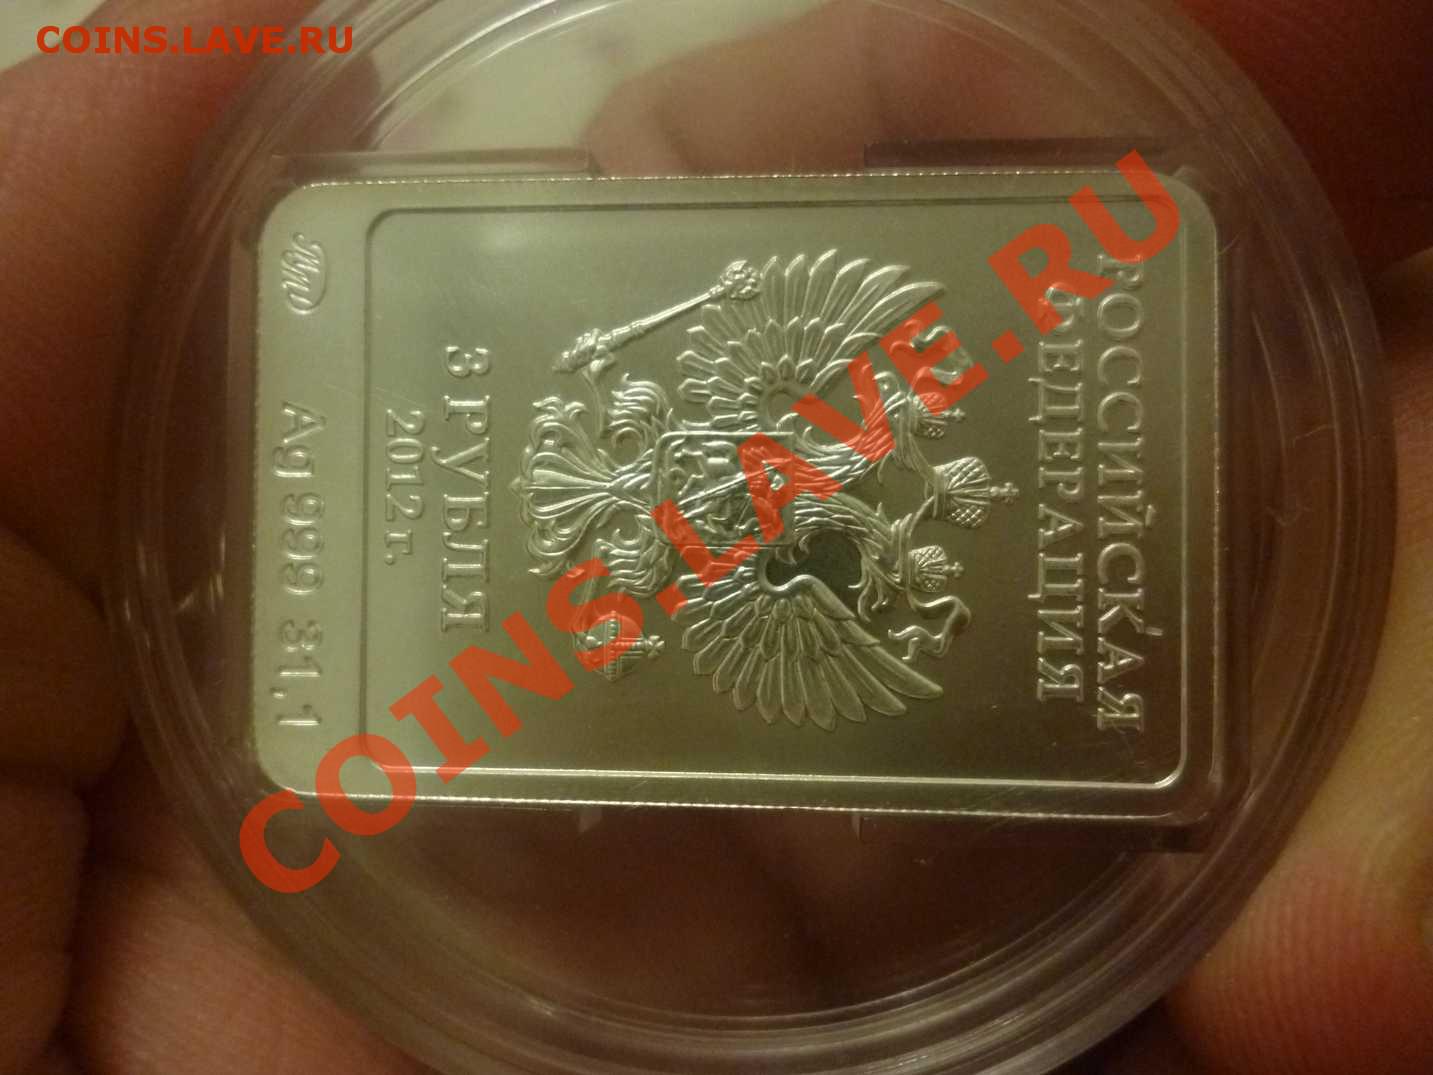 COINS.LAVE.RU
РОССИЙСКАЯ
ФЕДЕРАЦИЯ
3 РУБЛЯ
2012 г.
Ag 999 31,1
COINS.LAVE.RU